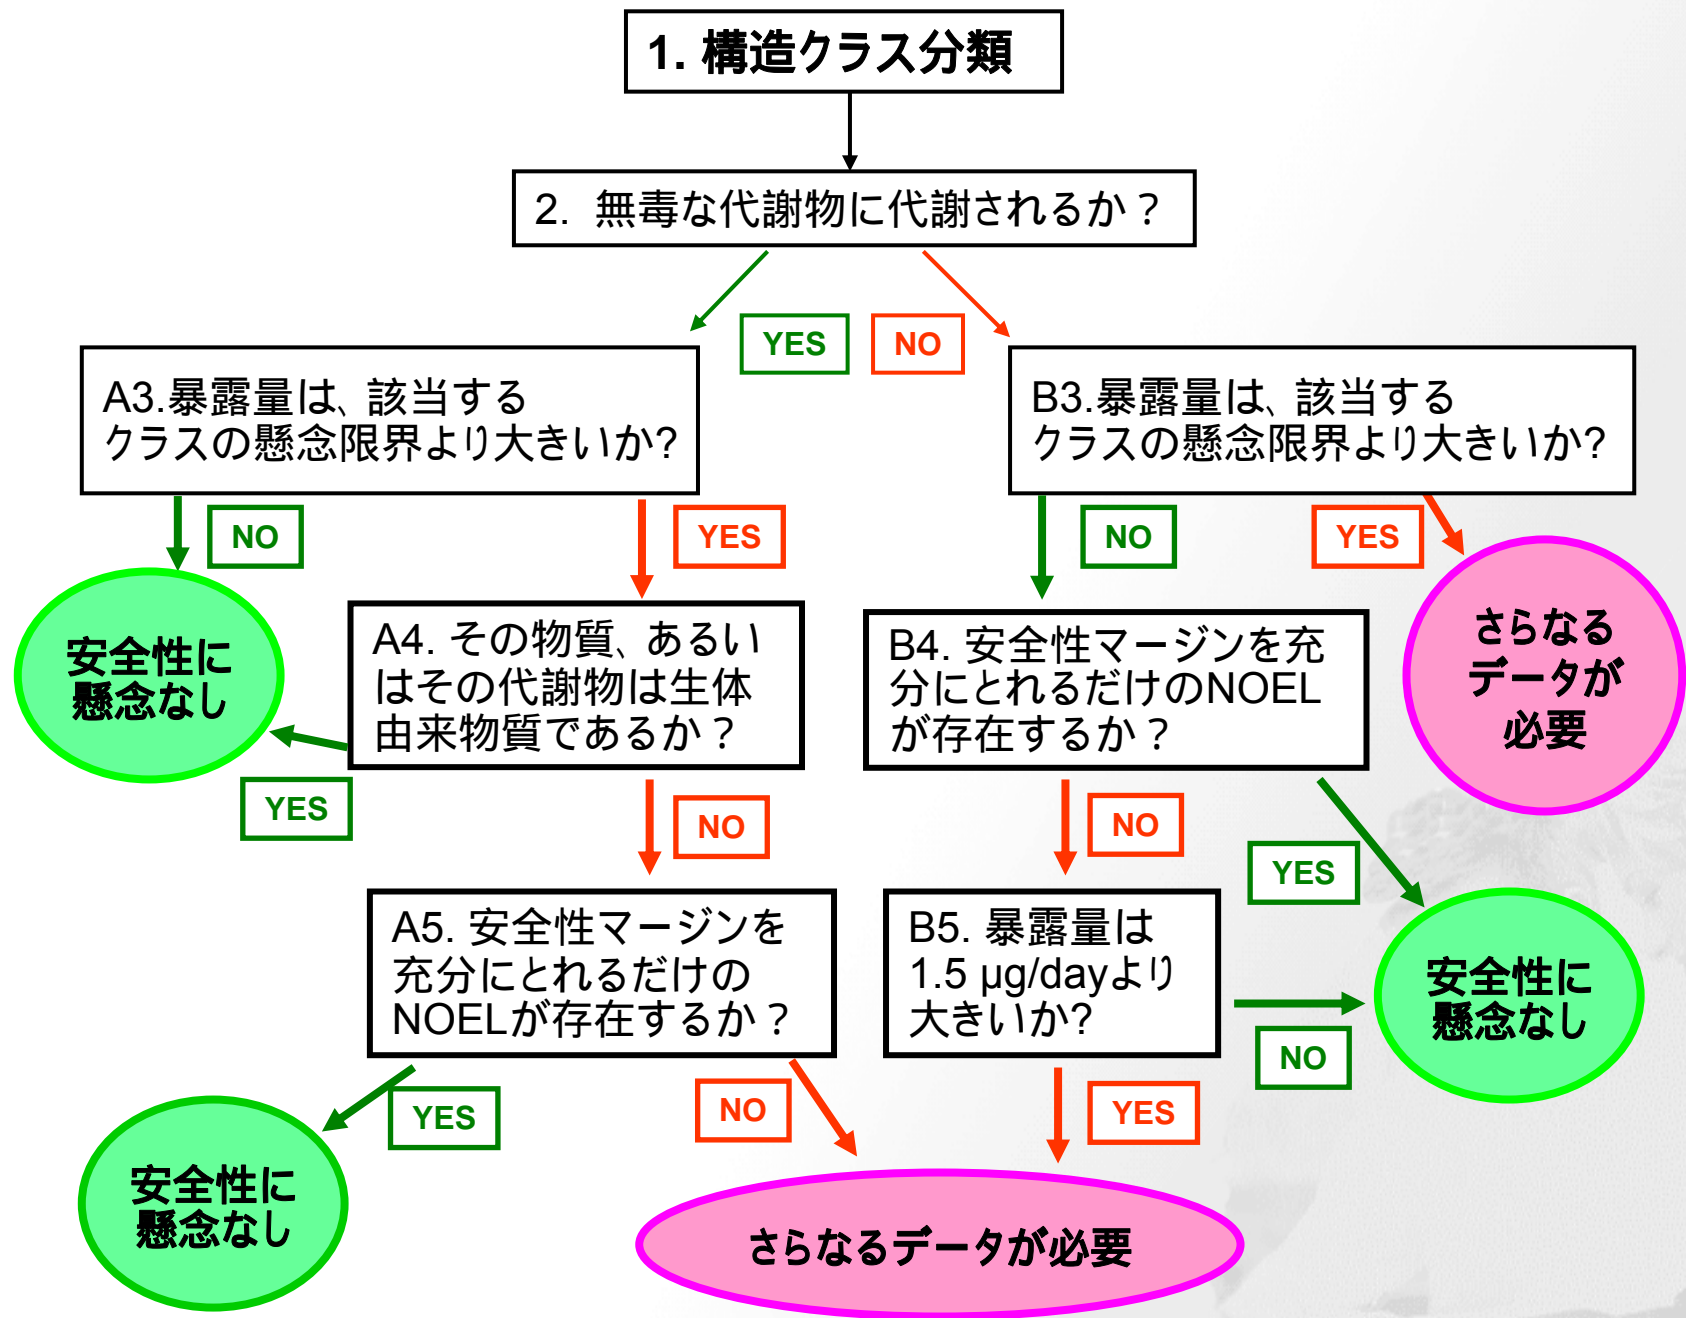 1. 構造クラス分類
2. 無毒な代謝物に代謝されるか？
YES
NO
A3.暴露量は、該当する
クラスの懸念限界より大きいか?
B3.暴露量は、該当する
クラスの懸念限界より大きいか?
NO
YES
NO
YES
安全性に
懸念なし
A4. その物質、あるい
はその代謝物は生体
由来物質であるか？
B4. 安全性マージンを充
分にとれるだけのNOEL
が存在するか？
さらなる
データが
必要
YES
NO
NO
YES
A5. 安全性マージンを
充分にとれるだけの
NOELが存在するか？
B5. 暴露量は
1.5 µg/dayより
大きいか?
安全性に
懸念なし
NO
YES
NO
YES
安全性に
懸念なし
さらなるデータが必要